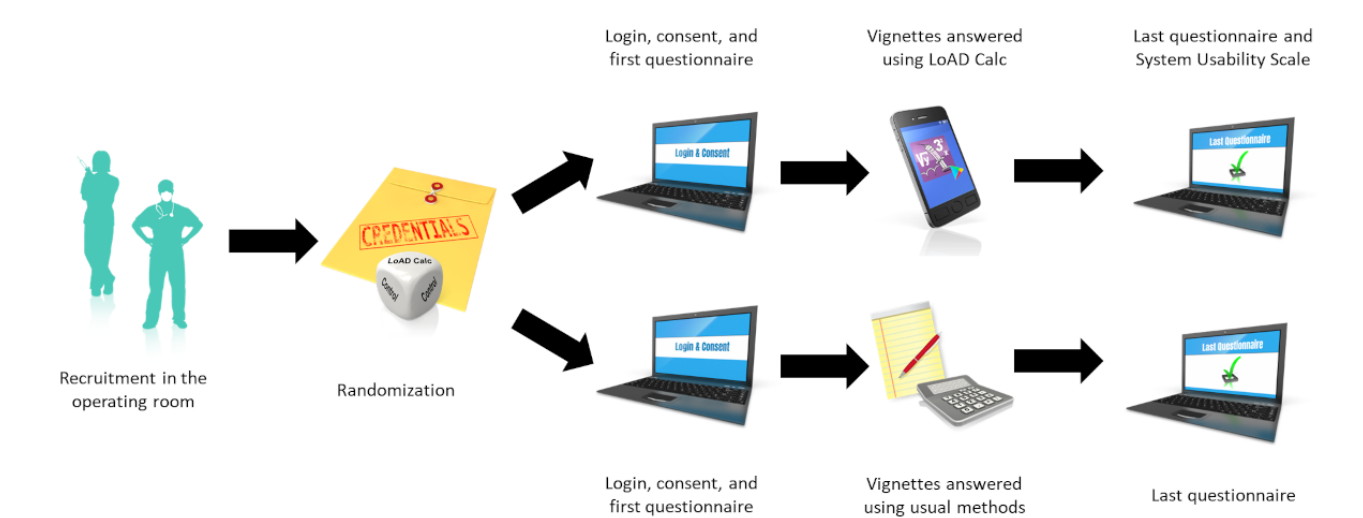 Login, consent, and
first questionnaire
Vignettes answered
using LoAD Calc
Last questionnaire and
System Usability Scale
Login & Consent
Last Questionnaire
CREDENTIALS
LoAD Calc
Control
Control
Recruitment in the
operating room
Randomization
Login & Consent
Last Questionnaire
Login, consent, and
first questionnaire
Vignettes answered
using usual methods
Last questionnaire